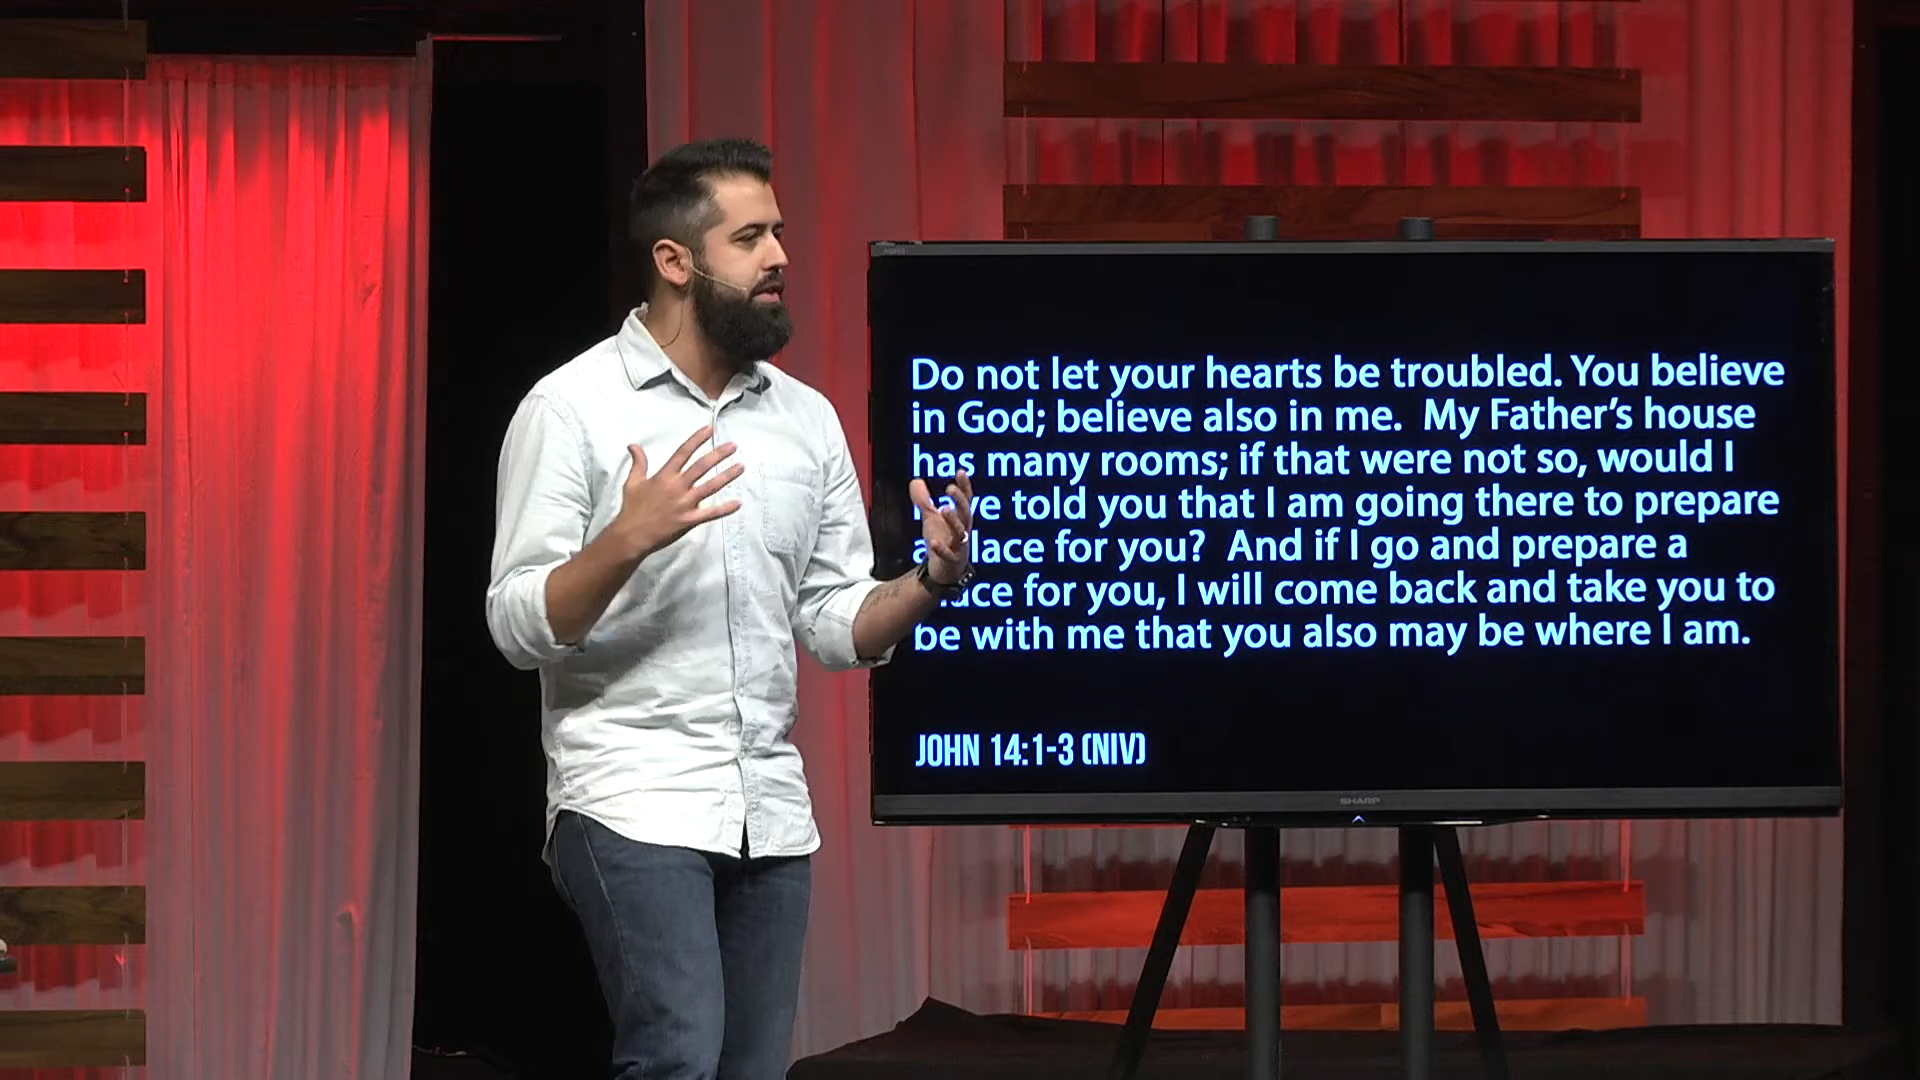 Do not let your hearts be troubled. You believe
in God; believe also in me. My Father's house
has many rooms; if that were not so, would I
have told you that I am going there to prepare
a place for you? And if I go and prepare a
place for you, I will come back and take you to
be with me that you also may be where I am.
JOHN 14:1-3 (NIV)
SHARP